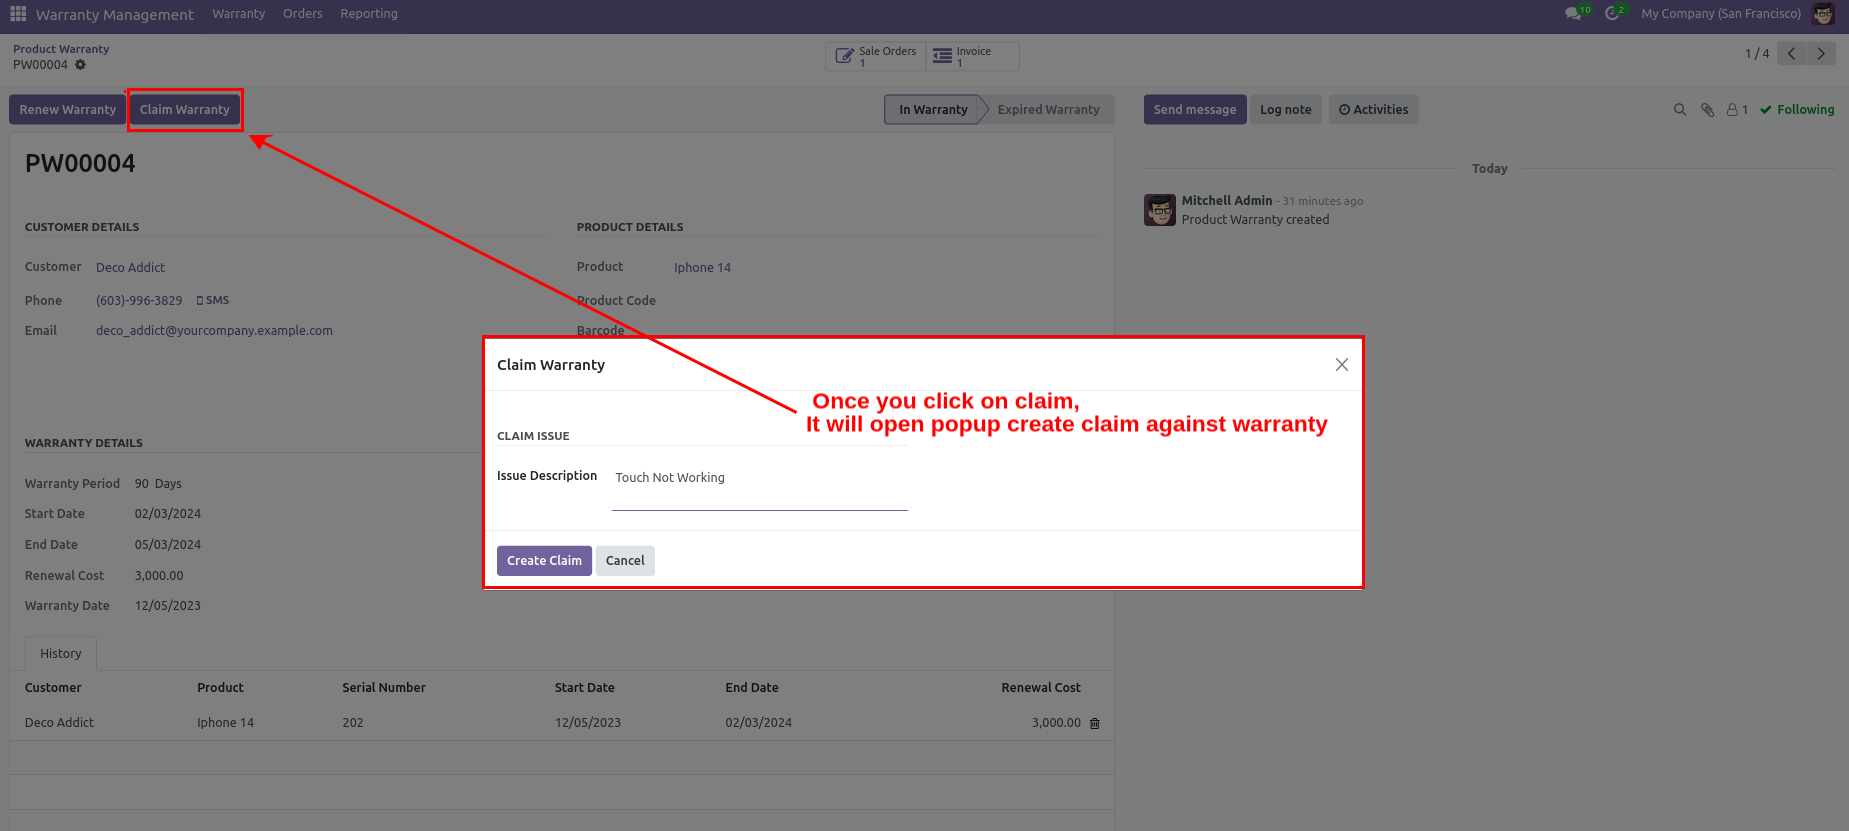 Warranty Management Warranty Orders Reporting 10 2 My Company (San Francisco)
Product Warranty
PW00004
Sale Orders 1 Invoice 1
1 / 4
Renew Warranty Claim Warranty In Warranty Expired Warranty Send message Log note Activities 1 Following
PW00004
Today
Mitchell Admin - 31 minutes ago
Product Warranty created
CUSTOMER DETAILS PRODUCT DETAILS
Customer Deco Addict Product Iphone 14
Phone (603)-996-3829 SMS Product Code
Email deco_addict@yourcompany.example.com Barcode
Claim Warranty
Once you click on claim,
It will open popup create claim against warranty
CLAIM ISSUE
Issue Description Touch Not Working
Create Claim Cancel
WARRANTY DETAILS
Warranty Period 90 Days
Start Date 02/03/2024
End Date 05/03/2024
Renewal Cost 3,000.00
Warranty Date 12/05/2023
History
Customer Product Serial Number Start Date End Date Renewal Cost
Deco Addict Iphone 14 202 12/05/2023 02/03/2024 3,000.00